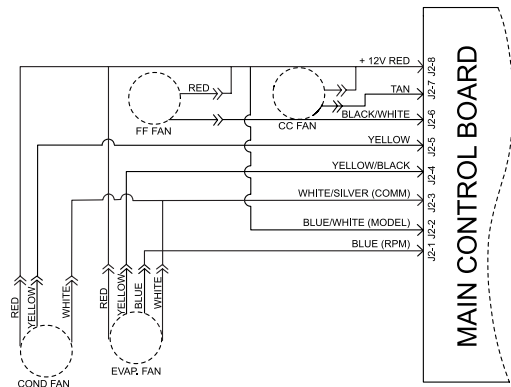 + 12V RED
J2-8
RED
TAN
J2-7
FF FAN
CC FAN
BLACK/WHITE
J2-6
YELLOW
J2-5
YELLOW/BLACK
J2-4
WHITE/SILVER (COMM)
J2-3
BLUE/WHITE (MODEL)
J2-2
BLUE (RPM)
J2-1
MAIN CONTROL BOARD
RED
YELLOW
WHITE
RED
YELLOW
BLUE
WHITE
COND FAN
EVAP. FAN